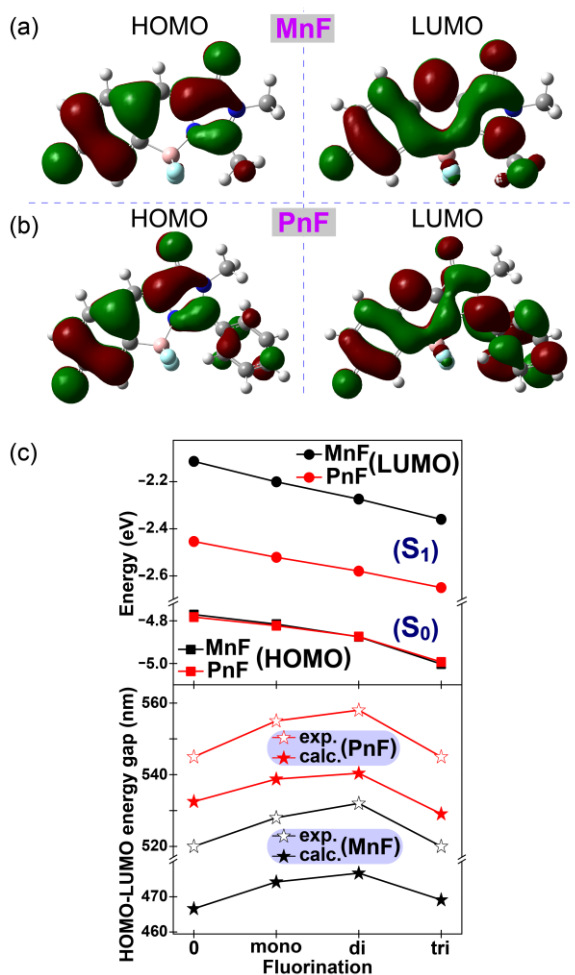 (a) HOMO MnF LUMO
(b) HOMO PnF LUMO
(c)
MnF (LUMO)
PnF
−2.2
−2.4
−2.6
−4.8
−5.0
Energy (eV)
(S1)
(S0)
MnF (HOMO)
PnF
560
540
520
470
460
HOMO-LUMO energy gap (nm)
exp. (PnF)
calc.
exp. (MnF)
calc.
0 mono di tri
Fluorination